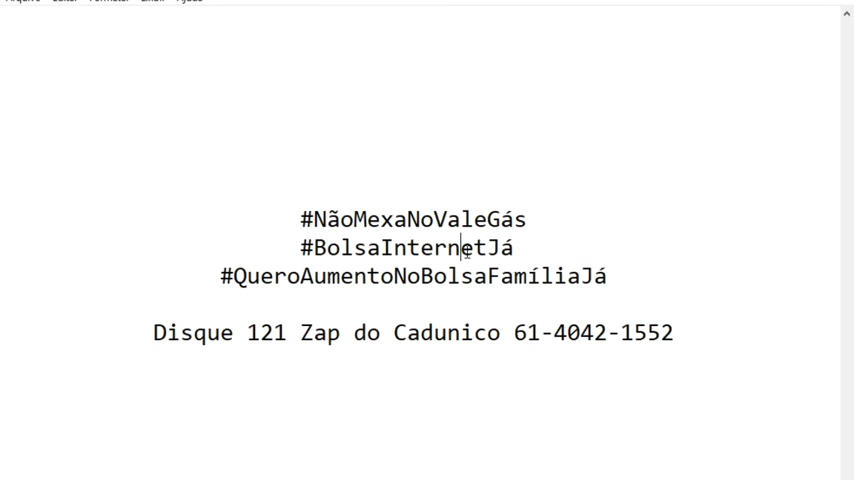 #NãoMexaNoValeGás
#BolsaInternetJá
#QueroAumentoNoBolsaFamíliaJá
Disque 121 Zap do Cadunico 61-4042-1552